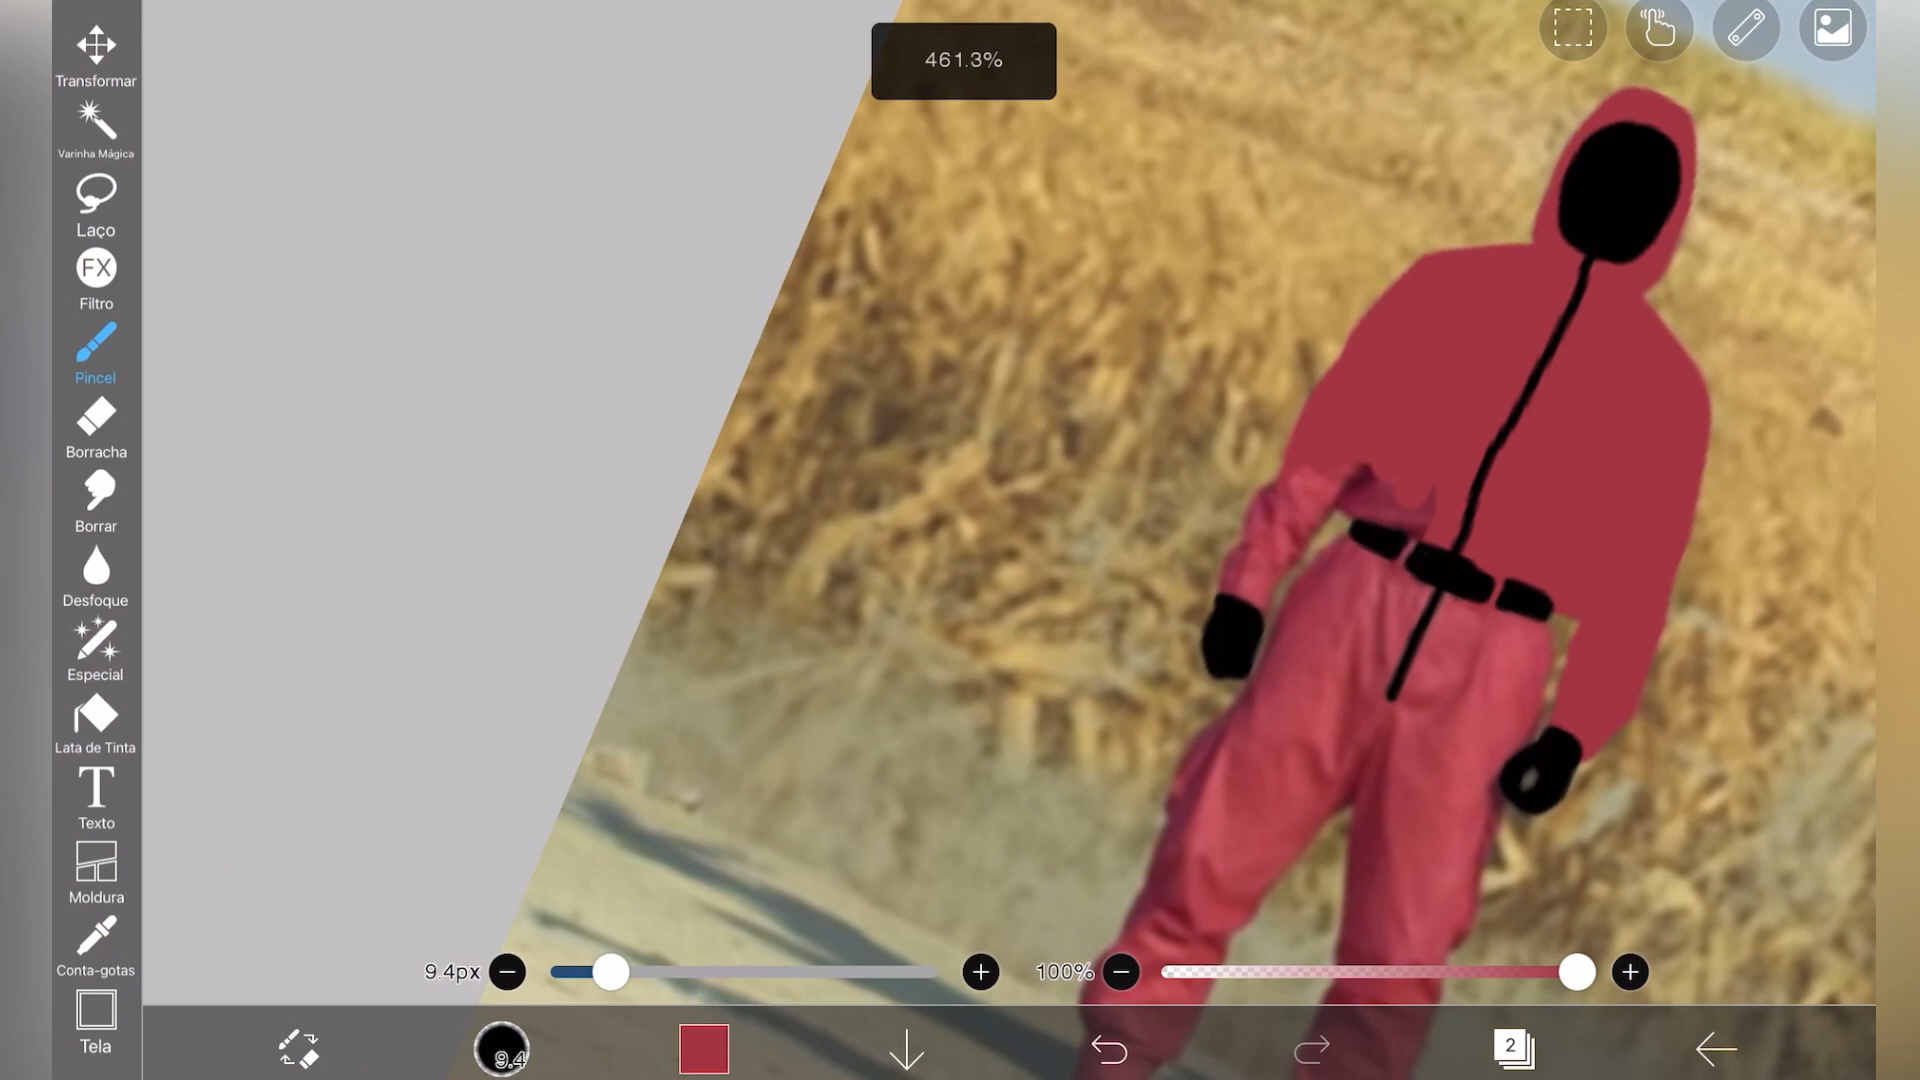 461.3%
Transformar
Varinha Mágica
Laço
FX
Filtro
Pincel
Borracha
Borrar
Desfoque
Especial
Lata de Tinta
T
Texto
Moldura
Conta-gotas
Tela
9.4px
100%
9.4
2